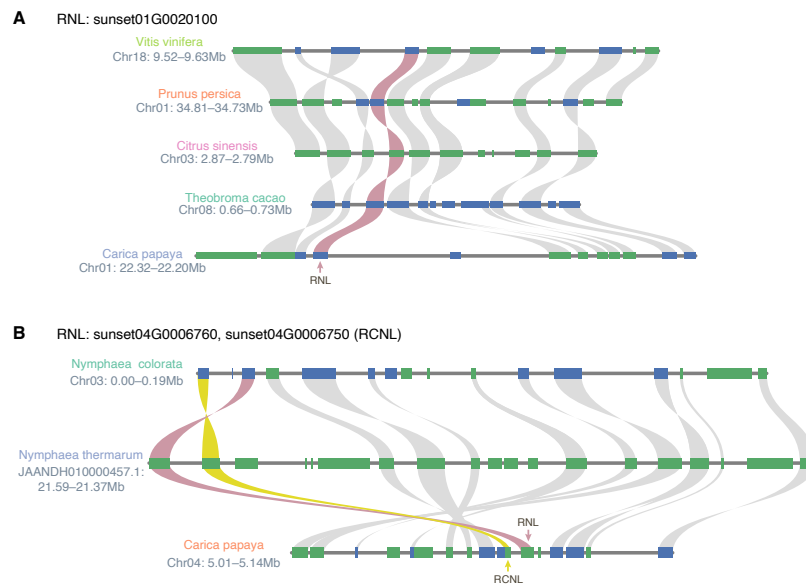 A RNL: sunset01G0020100
Vitis vinifera
Chr18: 9.52–9.63Mb
Prunus persica
Chr01: 34.81–34.73Mb
Citrus sinensis
Chr03: 2.87–2.79Mb
Theobroma cacao
Chr08: 0.66–0.73Mb
Carica papaya
Chr01: 22.32–22.20Mb
RNL
B RNL: sunset04G0006760, sunset04G0006750 (RCNL)
Nymphaea colorata
Chr03: 0.00–0.19Mb
Nymphaea thermarum
JAANDH010000457.1:
21.59–21.37Mb
RNL
Carica papaya
Chr04: 5.01–5.14Mb
RCNL